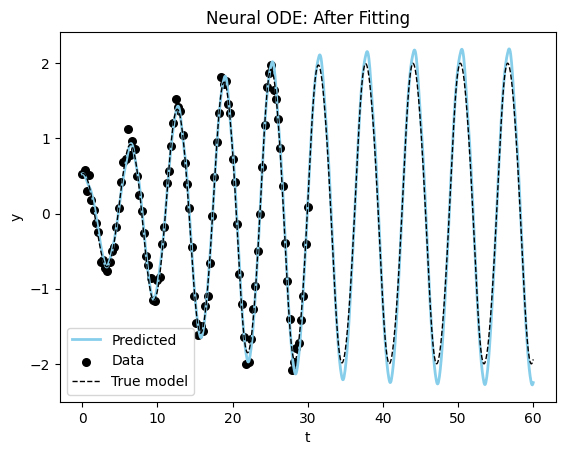 Neural ODE: After Fitting
y
2
1
0
−1
−2
Predicted
Data
True model
0 10 20 30 40 50 60
t